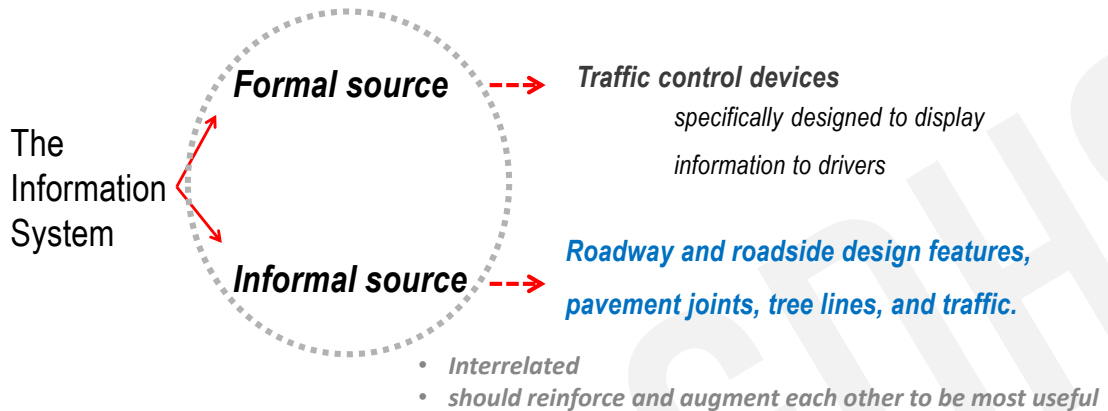 The
Information
System
Formal source
Traffic control devices
specifically designed to display
information to drivers
Informal source
Roadway and roadside design features,
pavement joints, tree lines, and traffic.
• Interrelated
• should reinforce and augment each other to be most useful